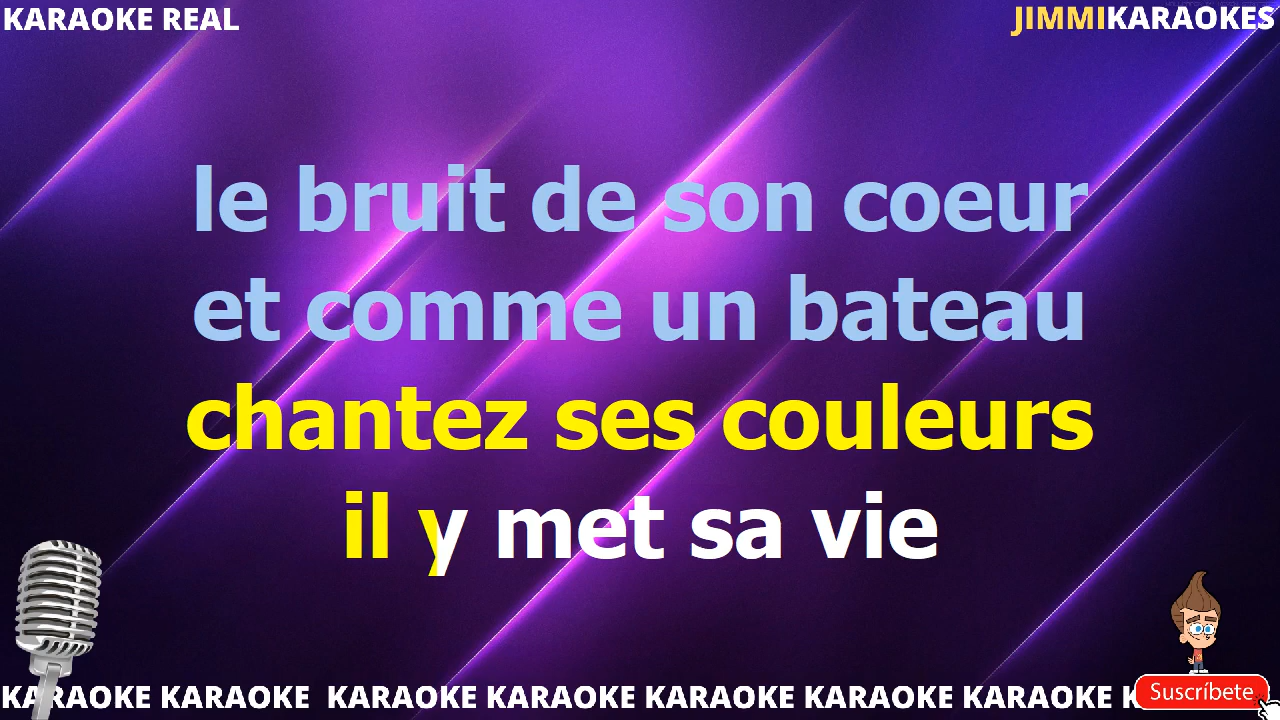 KARAOKE REAL
JIMMIKARAOKES
le bruit de son coeur
et comme un bateau
chantez ses couleurs
il y met sa vie
KARAOKE KARAOKE KARAOKE KARAOKE KARAOKE KARAOKE K
Suscríbete